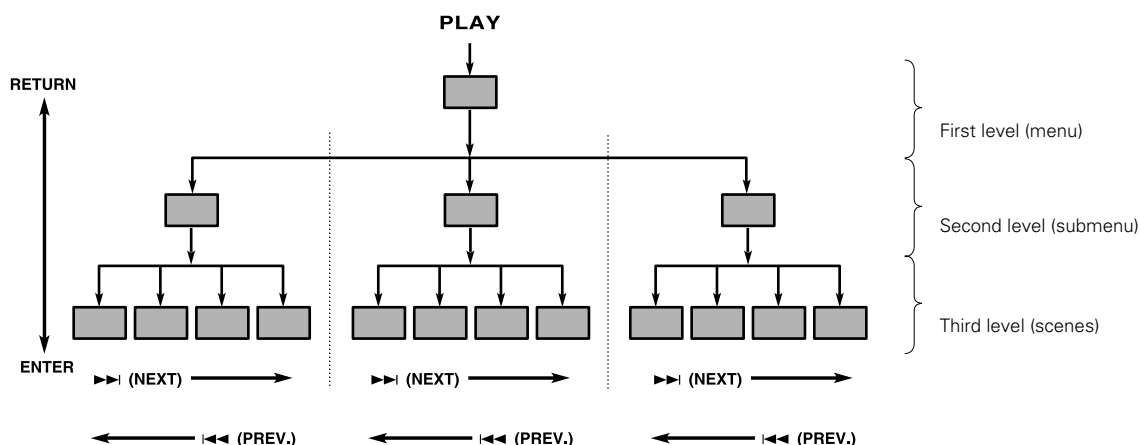 PLAY
RETURN
First level (menu)
Second level (submenu)
Third level (scenes)
ENTER
▶▶| (NEXT)
▶▶| (NEXT)
▶▶| (NEXT)
|◀◀ (PREV.)
|◀◀ (PREV.)
|◀◀ (PREV.)